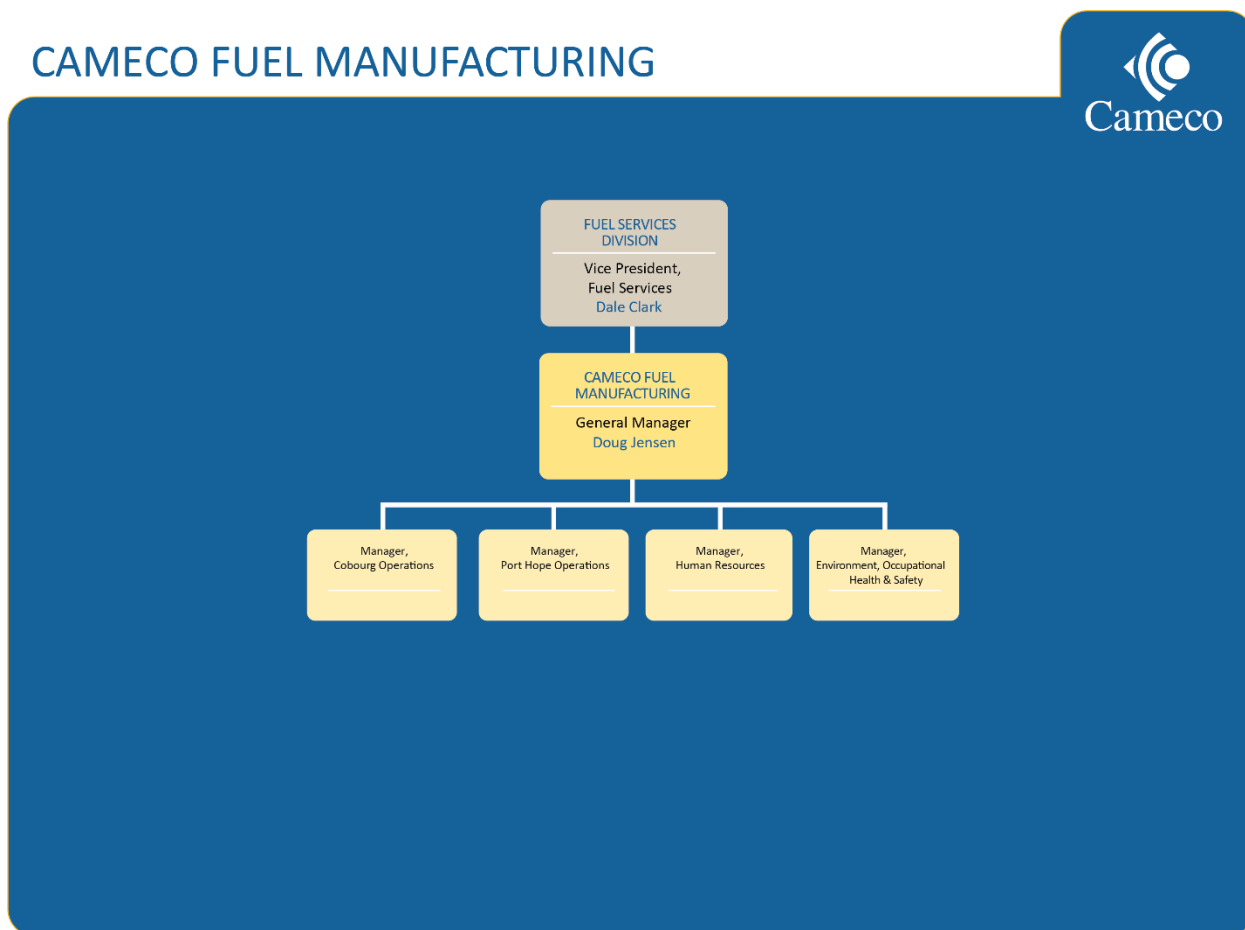 CAMECO FUEL MANUFACTURING
Cameco
FUEL SERVICES
DIVISION
Vice President,
Fuel Services
Dale Clark
CAMECO FUEL
MANUFACTURING
General Manager
Doug Jensen
Manager,
Cobourg Operations
Manager,
Port Hope Operations
Manager,
Human Resources
Manager,
Environment, Occupational
Health & Safety